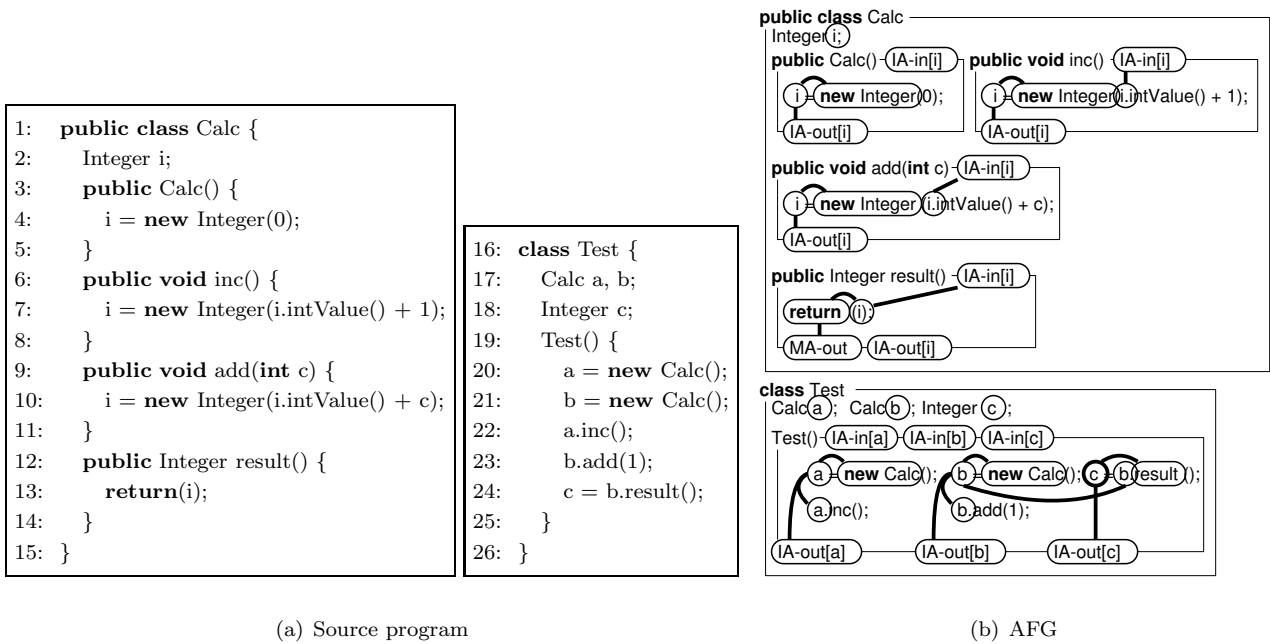 1: public class Calc {
2: Integer i;
3: public Calc() {
4: i = new Integer(0);
5: }
6: public void inc() {
7: i = new Integer(i.intValue() + 1);
8: }
9: public void add(int c) {
10: i = new Integer(i.intValue() + c);
11: }
12: public Integer result() {
13: return(i);
14: }
15: }
16: class Test {
17: Calc a, b;
18: Integer c;
19: Test() {
20: a = new Calc();
21: b = new Calc();
22: a.inc();
23: b.add(1);
24: c = b.result();
25: }
26: }
(a) Source program
public class Calc
Integer i;
public Calc() IA-in[i]
i = new Integer(0);
IA-out[i]
public void inc() IA-in[i]
i = new Integer(i.intValue() + 1);
IA-out[i]
public void add(int c) IA-in[i]
i = new Integer (i.intValue() + c);
IA-out[i]
public Integer result() IA-in[i]
return (i);
MA-out IA-out[i]
class Test
Calc a ; Calc b ; Integer c ;
Test() IA-in[a] IA-in[b] IA-in[c]
a = new Calc(); b = new Calc(); c = b.result ();
a.inc(); b.add(1);
IA-out[a] IA-out[b] IA-out[c]
(b) AFG